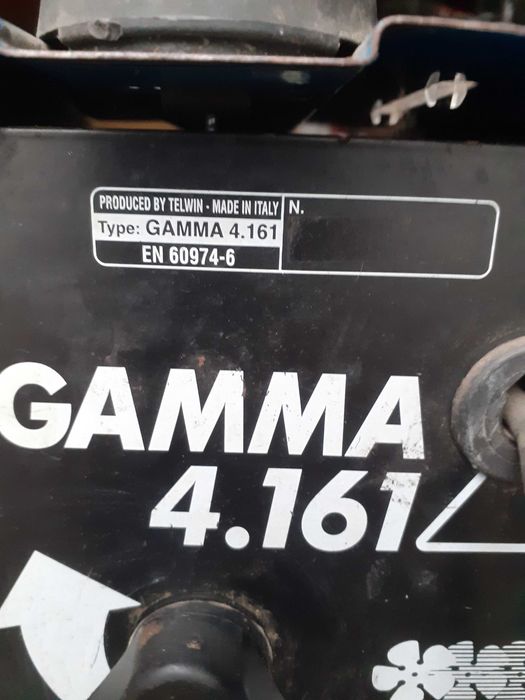 PRODUCED BY TELWIN - MADE IN ITALY
N.
Type: GAMMA 4.161
EN 60974-6
GAMMA
4.161